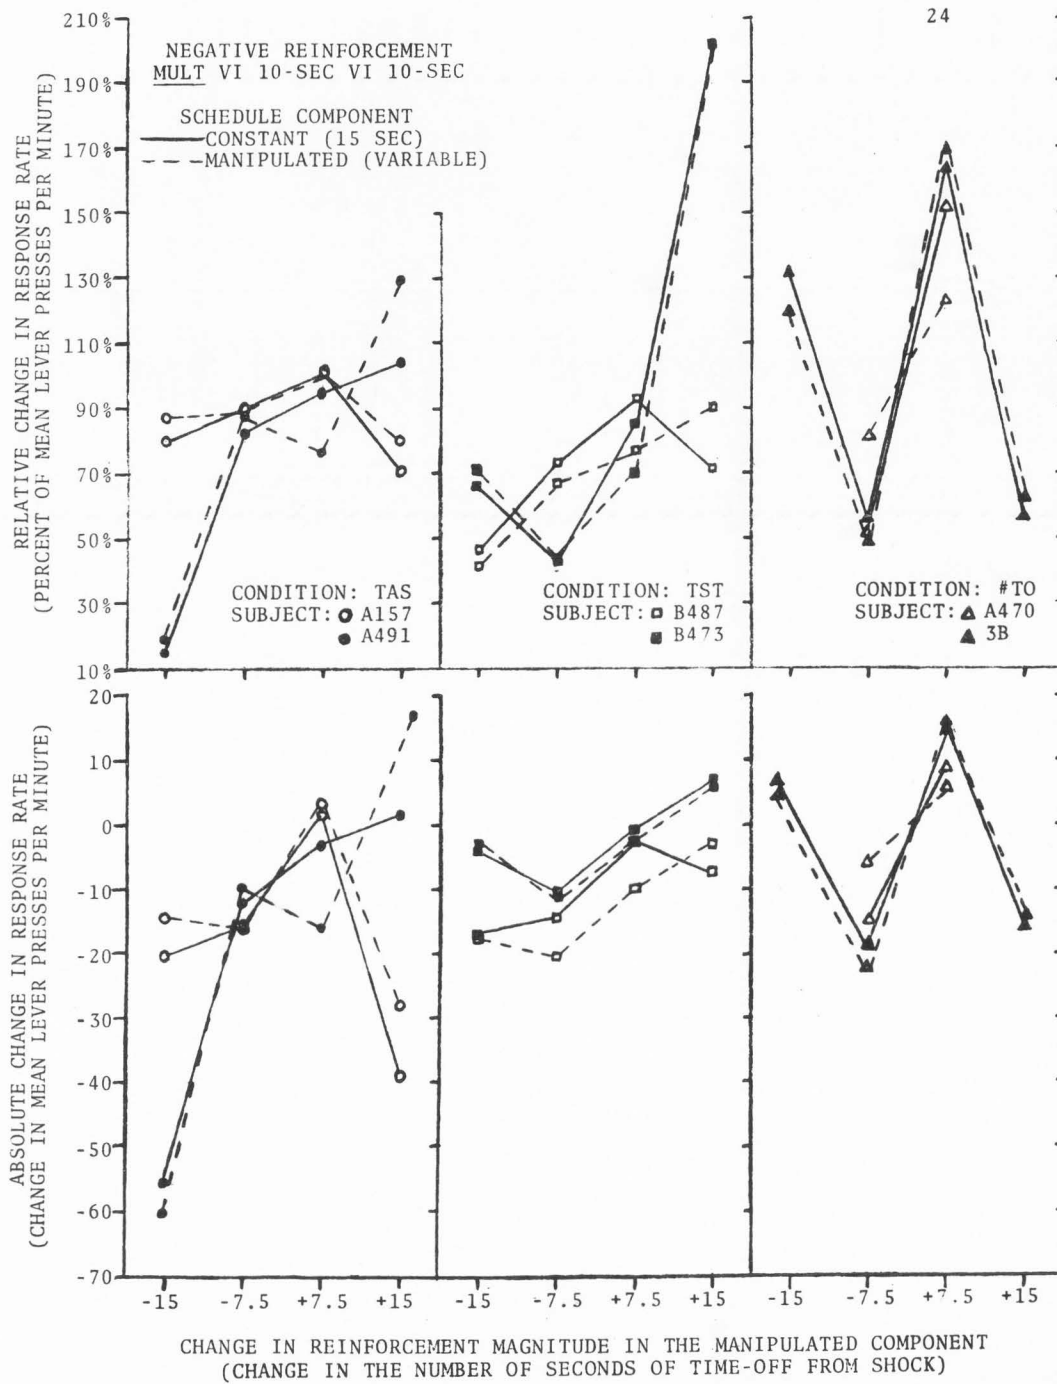 24
NEGATIVE REINFORCEMENT
MULT VI 10-SEC VI 10-SEC
SCHEDULE COMPONENT
CONSTANT (15 SEC)
MANIPULATED (VARIABLE)
RELATIVE CHANGE IN RESPONSE RATE
(PERCENT OF MEAN LEVER PRESSES PER MINUTE)
210%
190%
170%
150%
130%
110%
90%
70%
50%
30%
10%
CONDITION: TAS
SUBJECT: A157
A491
CONDITION: TST
SUBJECT: B487
B473
CONDITION: #TO
SUBJECT: A470
3B
ABSOLUTE CHANGE IN RESPONSE RATE
(CHANGE IN MEAN LEVER PRESSES PER MINUTE)
20
10
0
-10
-20
-30
-40
-50
-60
-70
-15 -7.5 +7.5 +15 -15 -7.5 +7.5 +15 -15 -7.5 +7.5 +15
CHANGE IN REINFORCEMENT MAGNITUDE IN THE MANIPULATED COMPONENT
(CHANGE IN THE NUMBER OF SECONDS OF TIME-OFF FROM SHOCK)